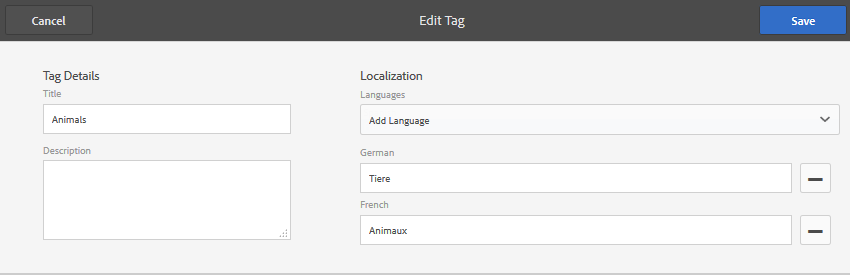 Cancel
Edit Tag
Save
Tag Details
Title
Animals
Description
Localization
Languages
Add Language
German
Tiere
French
Animaux